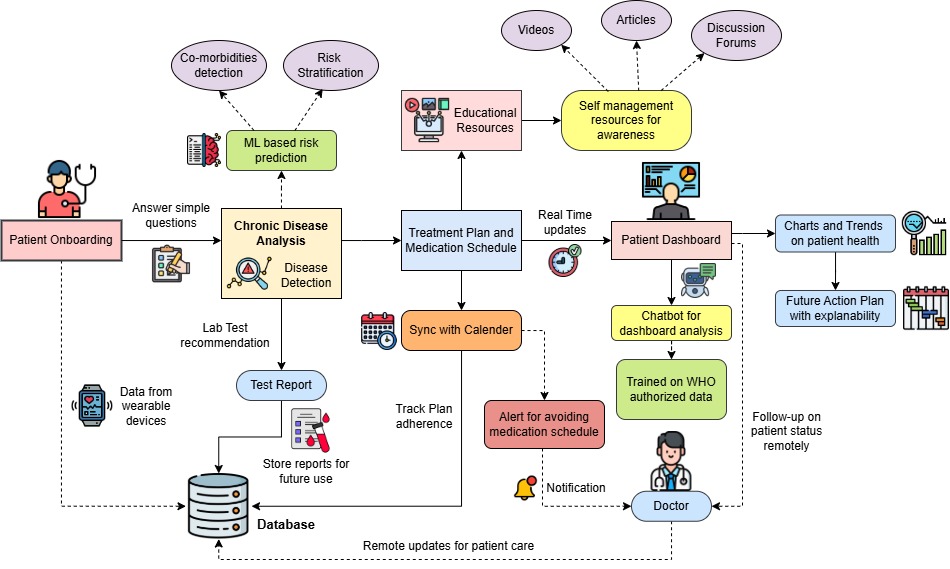 Videos
Articles
Discussion
Forums
Co-morbidities
detection
Risk
Stratification
Educational
Resources
Self management
resources for
awareness
ML based risk
prediction
Patient Onboarding
Answer simple
questions
Chronic Disease
Analysis
Disease
Detection
Treatment Plan and
Medication Schedule
Real Time
updates
Patient Dashboard
Charts and Trends
on patient health
Future Action Plan
with explanability
Lab Test
recommendation
Sync with Calender
Chatbot for
dashboard analysis
Test Report
Trained on WHO
authorized data
Data from
wearable
devices
Track Plan
adherence
Alert for avoiding
medication schedule
Follow-up on
patient status
remotely
Store reports for
future use
Notification
Doctor
Database
Remote updates for patient care